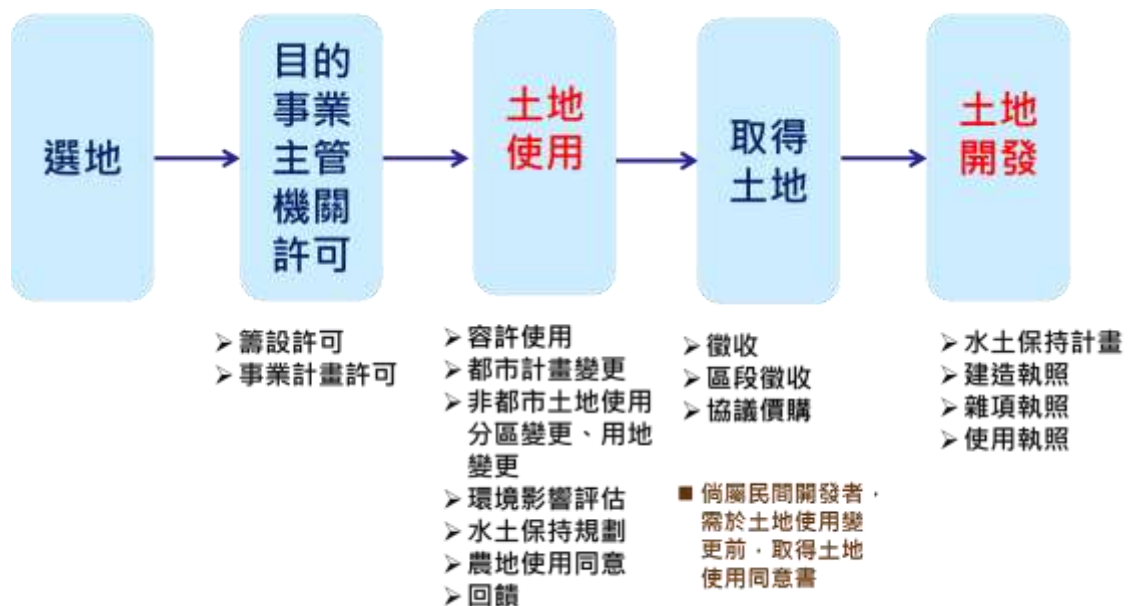 選地
目的
事業
主管
機關
許可
土地
使用
取得
土地
土地
開發
➢籌設許可
➢事業計畫許可
➢容許使用
➢都市計畫變更
➢非都市土地使用
分區變更、用地
變更
➢環境影響評估
➢水土保持規劃
➢農地使用同意
➢回饋
➢徵收
➢區段徵收
➢協議價購
■ 倘屬民間開發者，
需於土地使用變
更前，取得土地
使用同意書
➢水土保持計畫
➢建造執照
➢雜項執照
➢使用執照